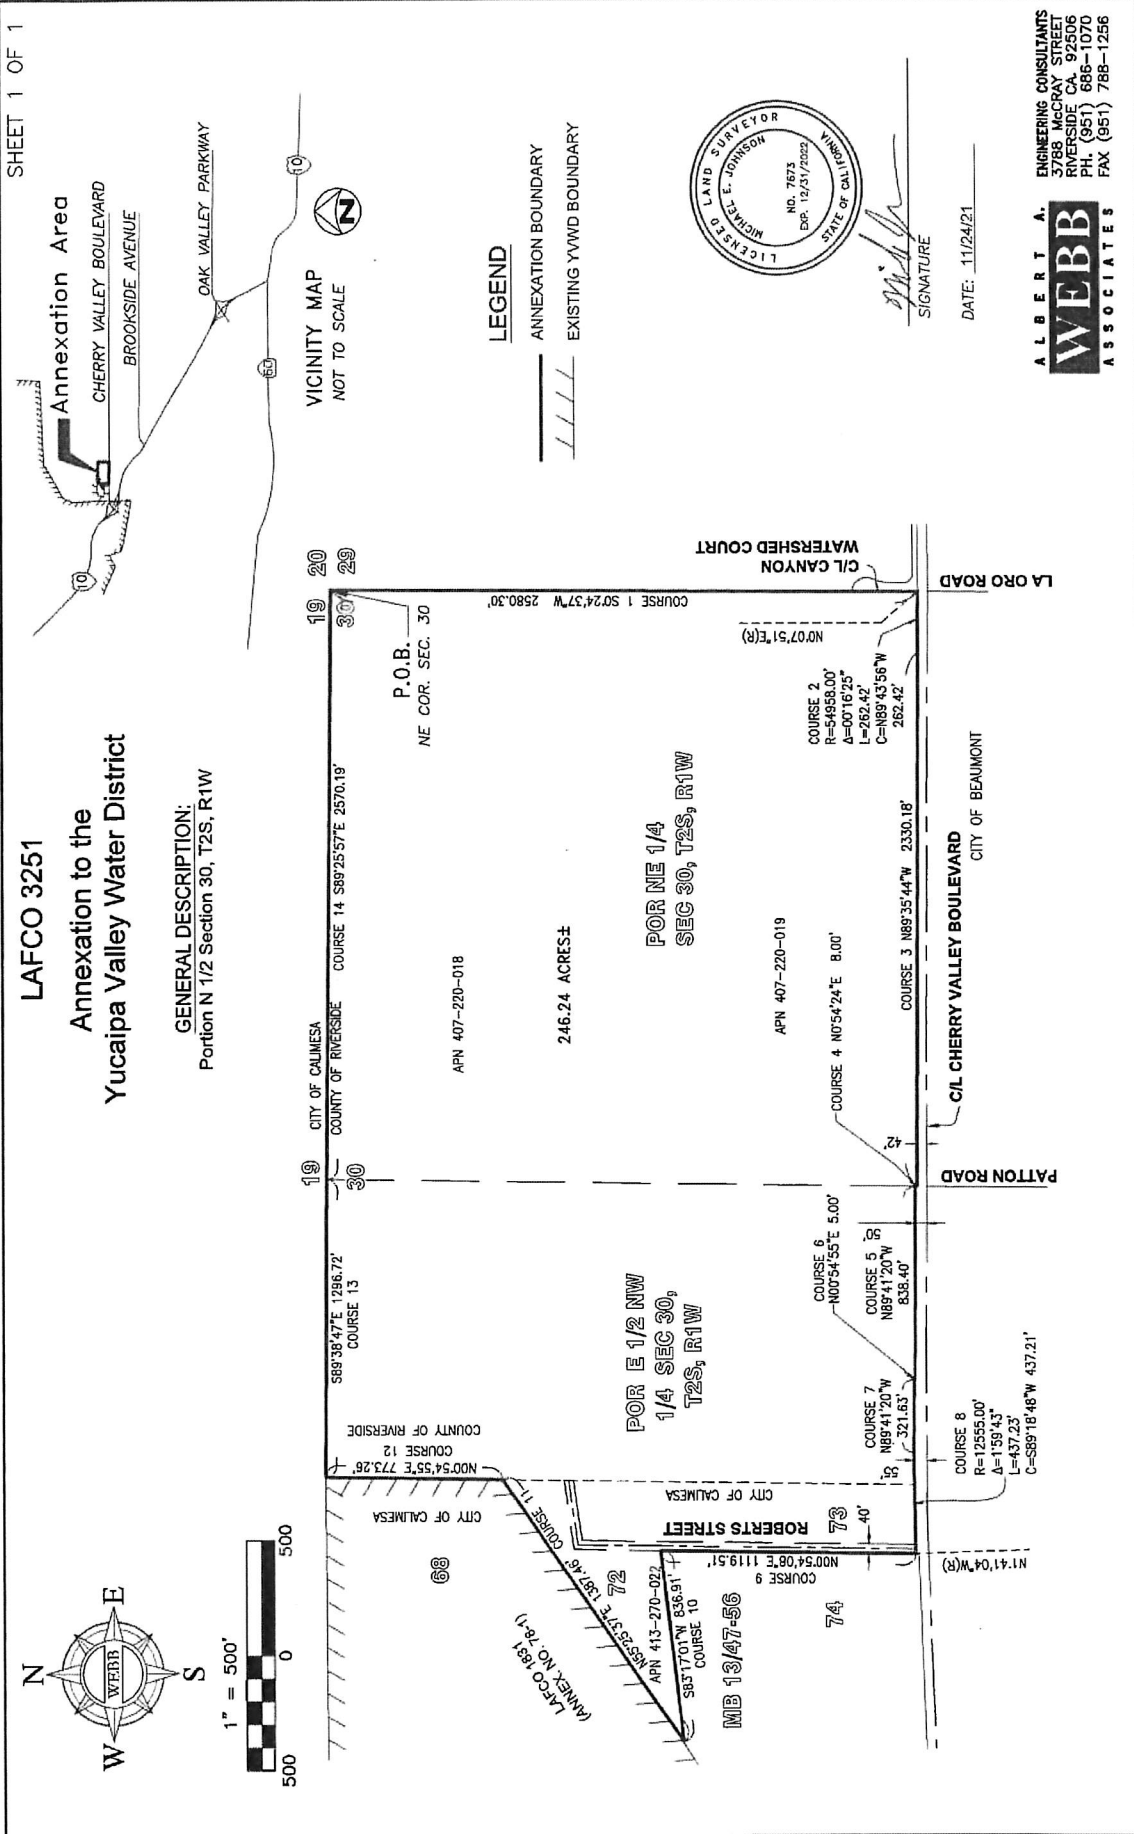 SHEET 1 OF 1
LAFCO 3251
Annexation to the
Yucaipa Valley Water District
GENERAL DESCRIPTION:
Portion N 1/2 Section 30, T2S, R1W
N
W
E
S
WEBB
1" = 500'
500
0
500
Annexation Area
CHERRY VALLEY BOULEVARD
BROOKSIDE AVENUE
OAK VALLEY PARKWAY
10
10
60
VICINITY MAP
NOT TO SCALE
N
LEGEND
ANNEXATION BOUNDARY
EXISTING YVWD BOUNDARY
LICENSED LAND SURVEYOR
MICHAEL E. JOHNSON
NO. 7673
EXP. 12/31/2022
STATE OF CALIFORNIA
SIGNATURE
DATE: 11/24/21
ALBERT A.
WEBB
ASSOCIATES
ENGINEERING CONSULTANTS
3788 McCRAY STREET
RIVERSIDE CA. 92506
PH. (951) 686-1070
FAX (951) 788-1256
19
20
30
29
P.O.B.
NE COR. SEC. 30
CITY OF CALIMESA
COUNTY OF RIVERSIDE
COURSE 14 S89°25'57"E 2570.19'
19
30
S89°38'47"E 1296.72'
COURSE 13
COUNTY OF RIVERSIDE
COURSE 12
N00°54'55"E 773.26'
CITY OF CALIMESA
68
LAFCO 1831
(ANNEX. NO. 78-1)
COURSE 11
N55°25'37"E 1387.46'
72
APN 413-270-022
S83°17'01"W 836.91'
COURSE 10
MB 13/47-56
CITY OF CALIMESA
ROBERTS STREET
73
40'
N00°54'08"E 1119.51'
COURSE 9
74
N1°41'04"W(R)
APN 407-220-018
246.24 ACRES±
POR NE 1/4
SEC 30, T2S, R1W
APN 407-220-019
POR E 1/2 NW
1/4 SEC 30,
T2S, R1W
COURSE 1 S0°24'37"W 2580.30'
C/L CANYON
WATERSHED COURT
N0°07'51"E(R)
COURSE 2
R=54958.00'
Δ=00°16'25"
L=262.42'
C=N89°43'56"W
262.42'
LA ORO ROAD
COURSE 3 N89°35'44"W 2330.18'
COURSE 4 N0°54'24"E 8.00'
42'
C/L CHERRY VALLEY BOULEVARD
CITY OF BEAUMONT
PATTON ROAD
50'
COURSE 5
N89°41'20"W
838.40'
COURSE 6
N00°54'55"E 5.00'
COURSE 7
N89°41'20"W
321.63'
COURSE 8
R=12555.00'
Δ=1°59'43"
L=437.23'
C=S89°18'48"W 437.21'